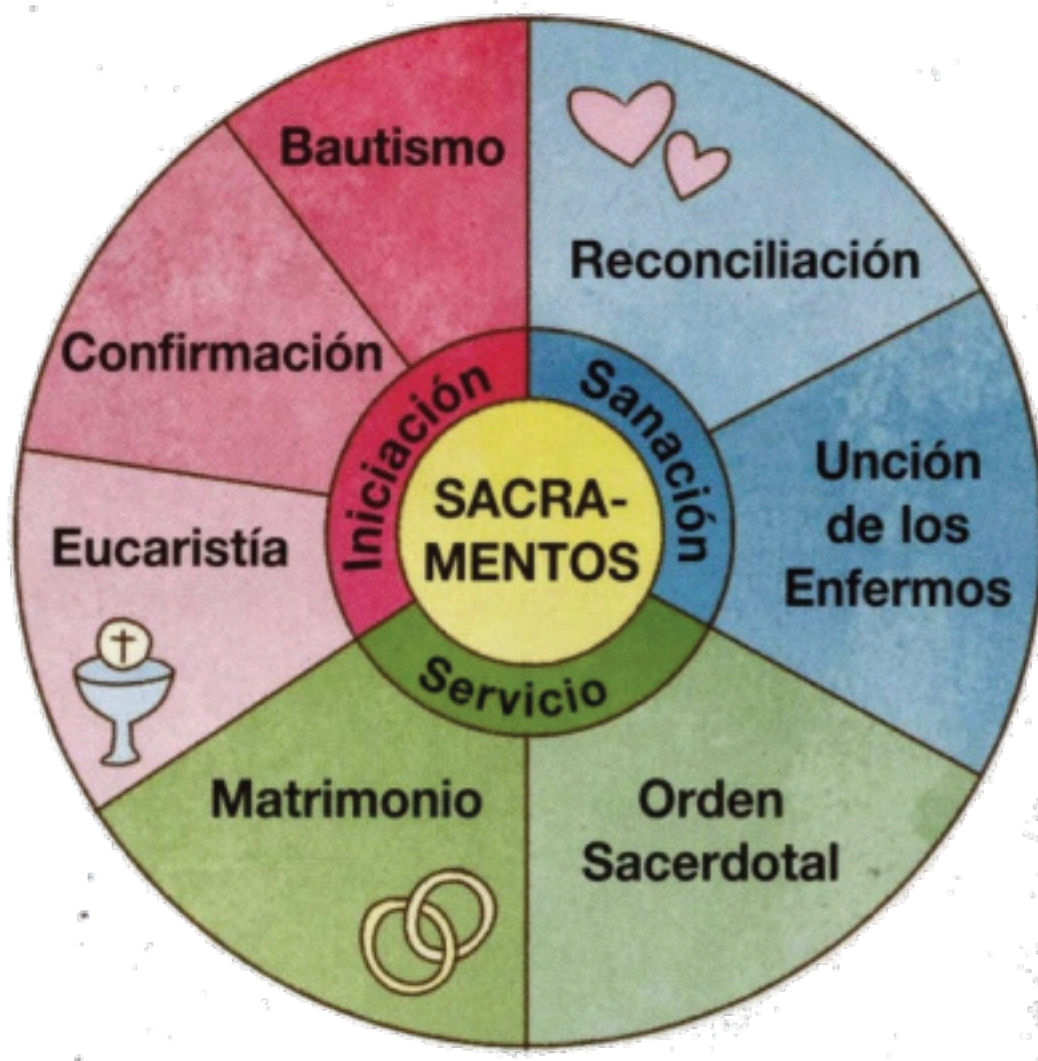 Bautismo
Reconciliación
Confirmación
Iniciación
Sanación
SACRA-
MENTOS
Unción
de los
Enfermos
Eucaristía
Servicio
Matrimonio
Orden
Sacerdotal